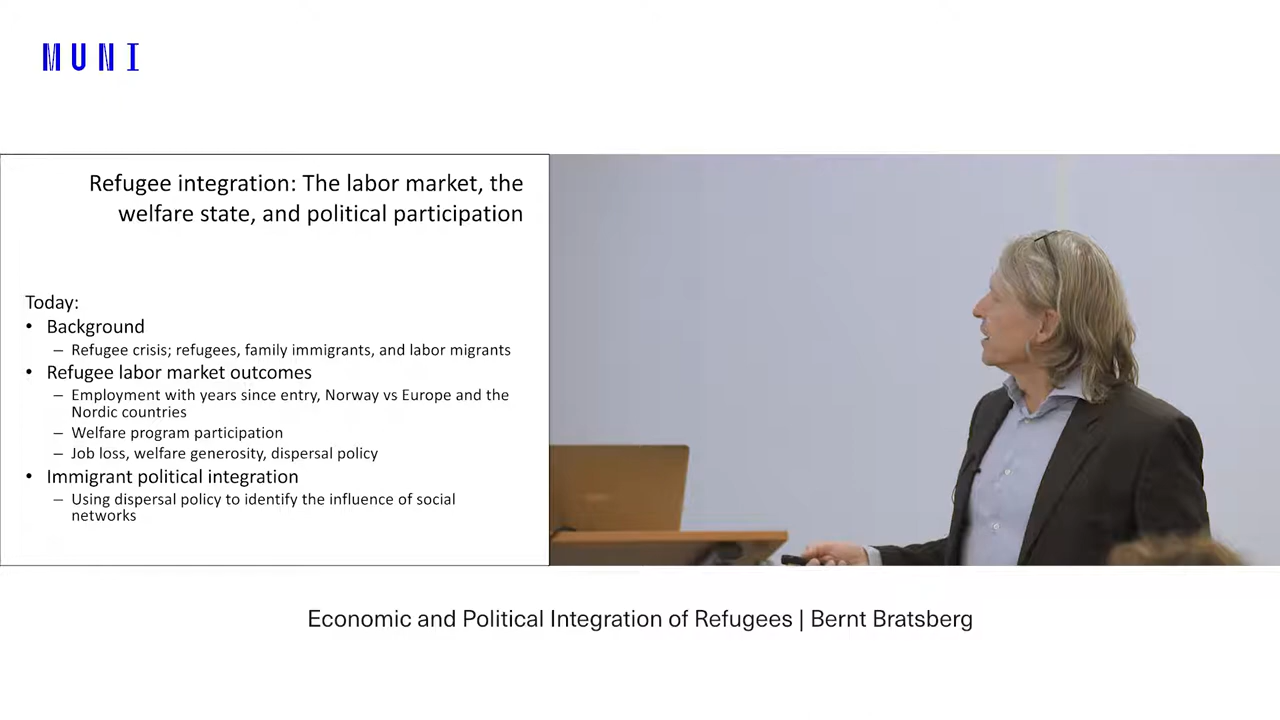 MUNI
Refugee integration: The labor market, the
welfare state, and political participation
Today:
• Background
– Refugee crisis; refugees, family immigrants, and labor migrants
• Refugee labor market outcomes
– Employment with years since entry, Norway vs Europe and the
Nordic countries
– Welfare program participation
– Job loss, welfare generosity, dispersal policy
• Immigrant political integration
– Using dispersal policy to identify the influence of social
networks
Economic and Political Integration of Refugees | Bernt Bratsberg